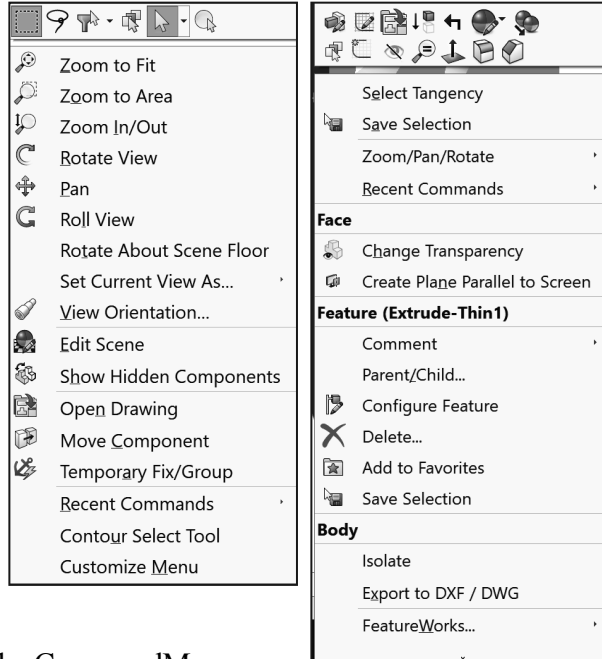 Zoom to Fit
Zoom to Area
Zoom In/Out
Rotate View
Pan
Roll View
Rotate About Scene Floor
Set Current View As...
View Orientation...
Edit Scene
Show Hidden Components
Open Drawing
Move Component
Temporary Fix/Group
Recent Commands
Contour Select Tool
Customize Menu
Select Tangency
Save Selection
Zoom/Pan/Rotate
Recent Commands
Face
Change Transparency
Create Plane Parallel to Screen
Feature (Extrude-Thin1)
Comment
Parent/Child...
Configure Feature
Delete...
Add to Favorites
Save Selection
Body
Isolate
Export to DXF / DWG
FeatureWorks...